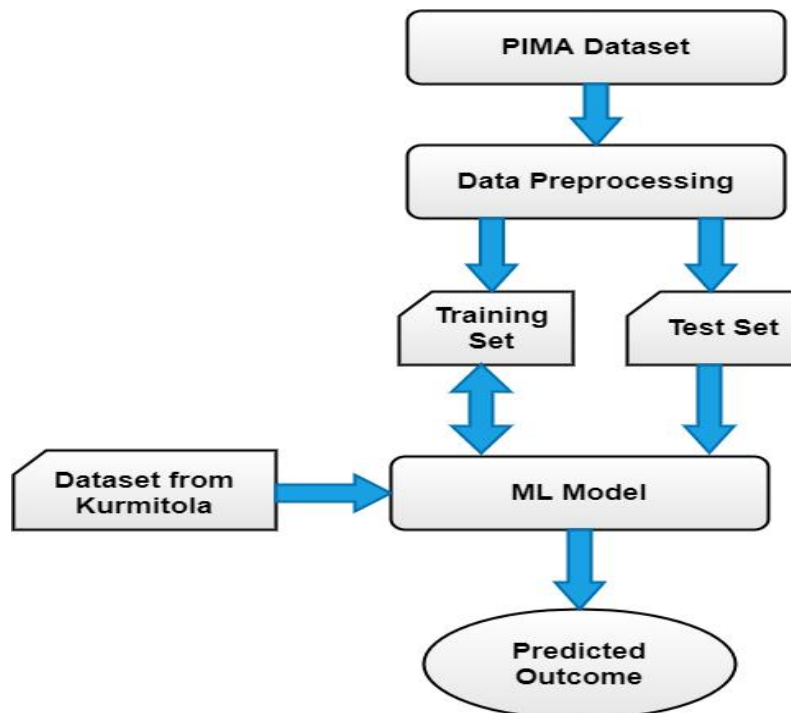 PIMA Dataset
Data Preprocessing
Training
Set
Test Set
Dataset from
Kurmitola
ML Model
Predicted
Outcome